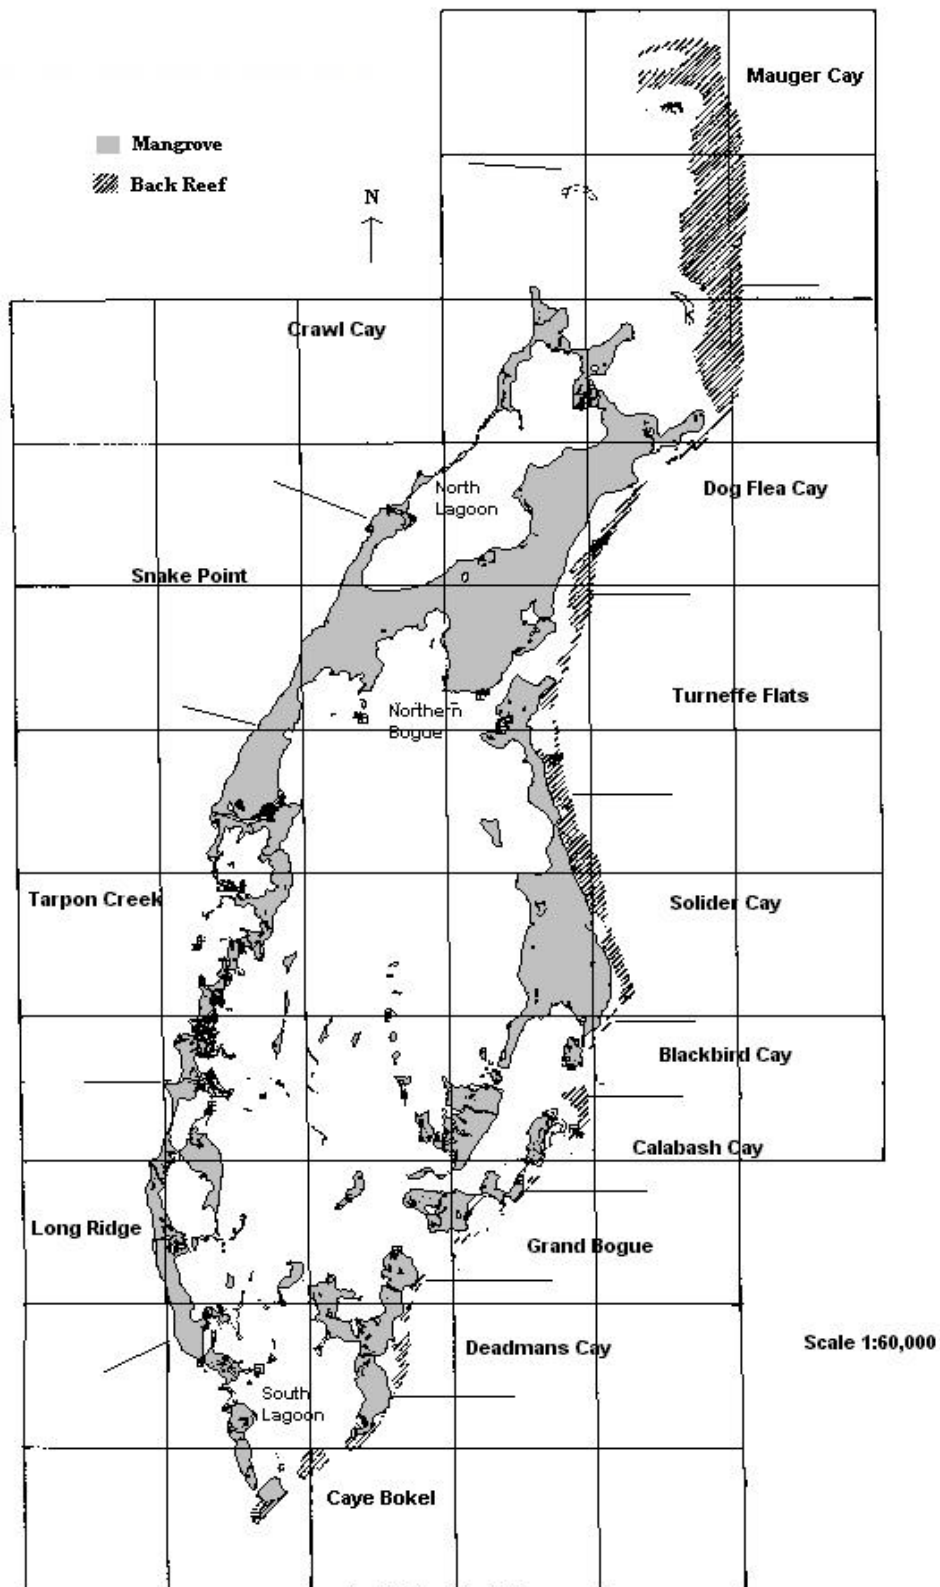 Mauger Cay
Mangrove
Back Reef
N
Crawl Cay
North
Lagoon
Dog Flea Cay
Snake Point
Turneffe Flats
Northern
Bogue
Tarpon Creek
Solider Cay
Blackbird Cay
Calabash Cay
Long Ridge
Grand Bogue
Deadmans Cay
Scale 1:60,000
South
Lagoon
Caye Bokel